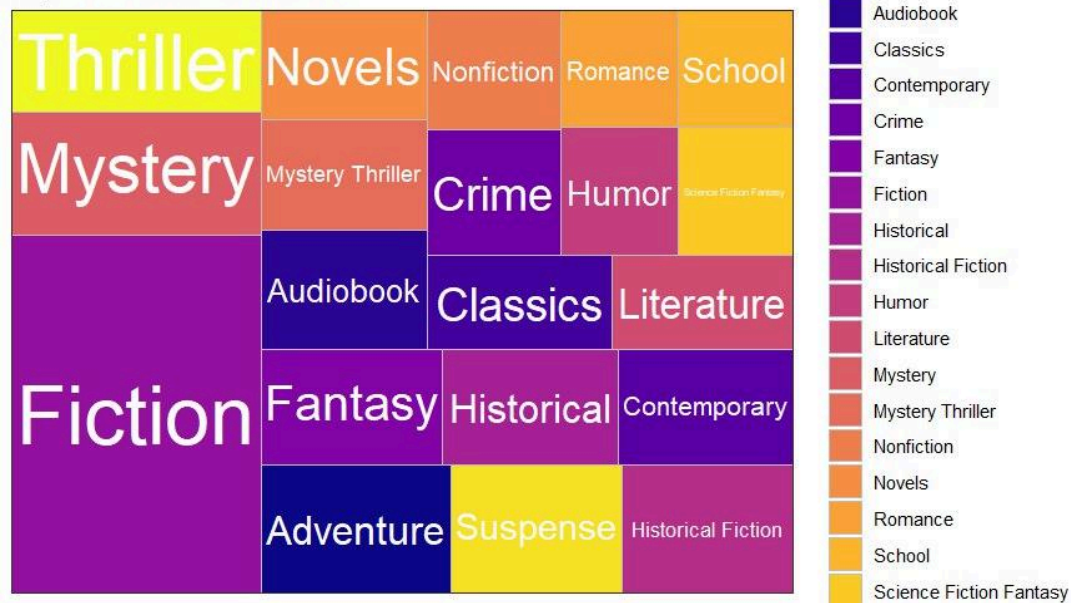 Thriller
Novels
Nonfiction
Romance
School
Mystery
Mystery Thriller
Crime
Humor
Science Fiction Fantasy
Audiobook
Classics
Literature
Fiction
Fantasy
Historical
Contemporary
Adventure
Suspense
Historical Fiction
Audiobook
Classics
Contemporary
Crime
Fantasy
Fiction
Historical
Historical Fiction
Humor
Literature
Mystery
Mystery Thriller
Nonfiction
Novels
Romance
School
Science Fiction Fantasy